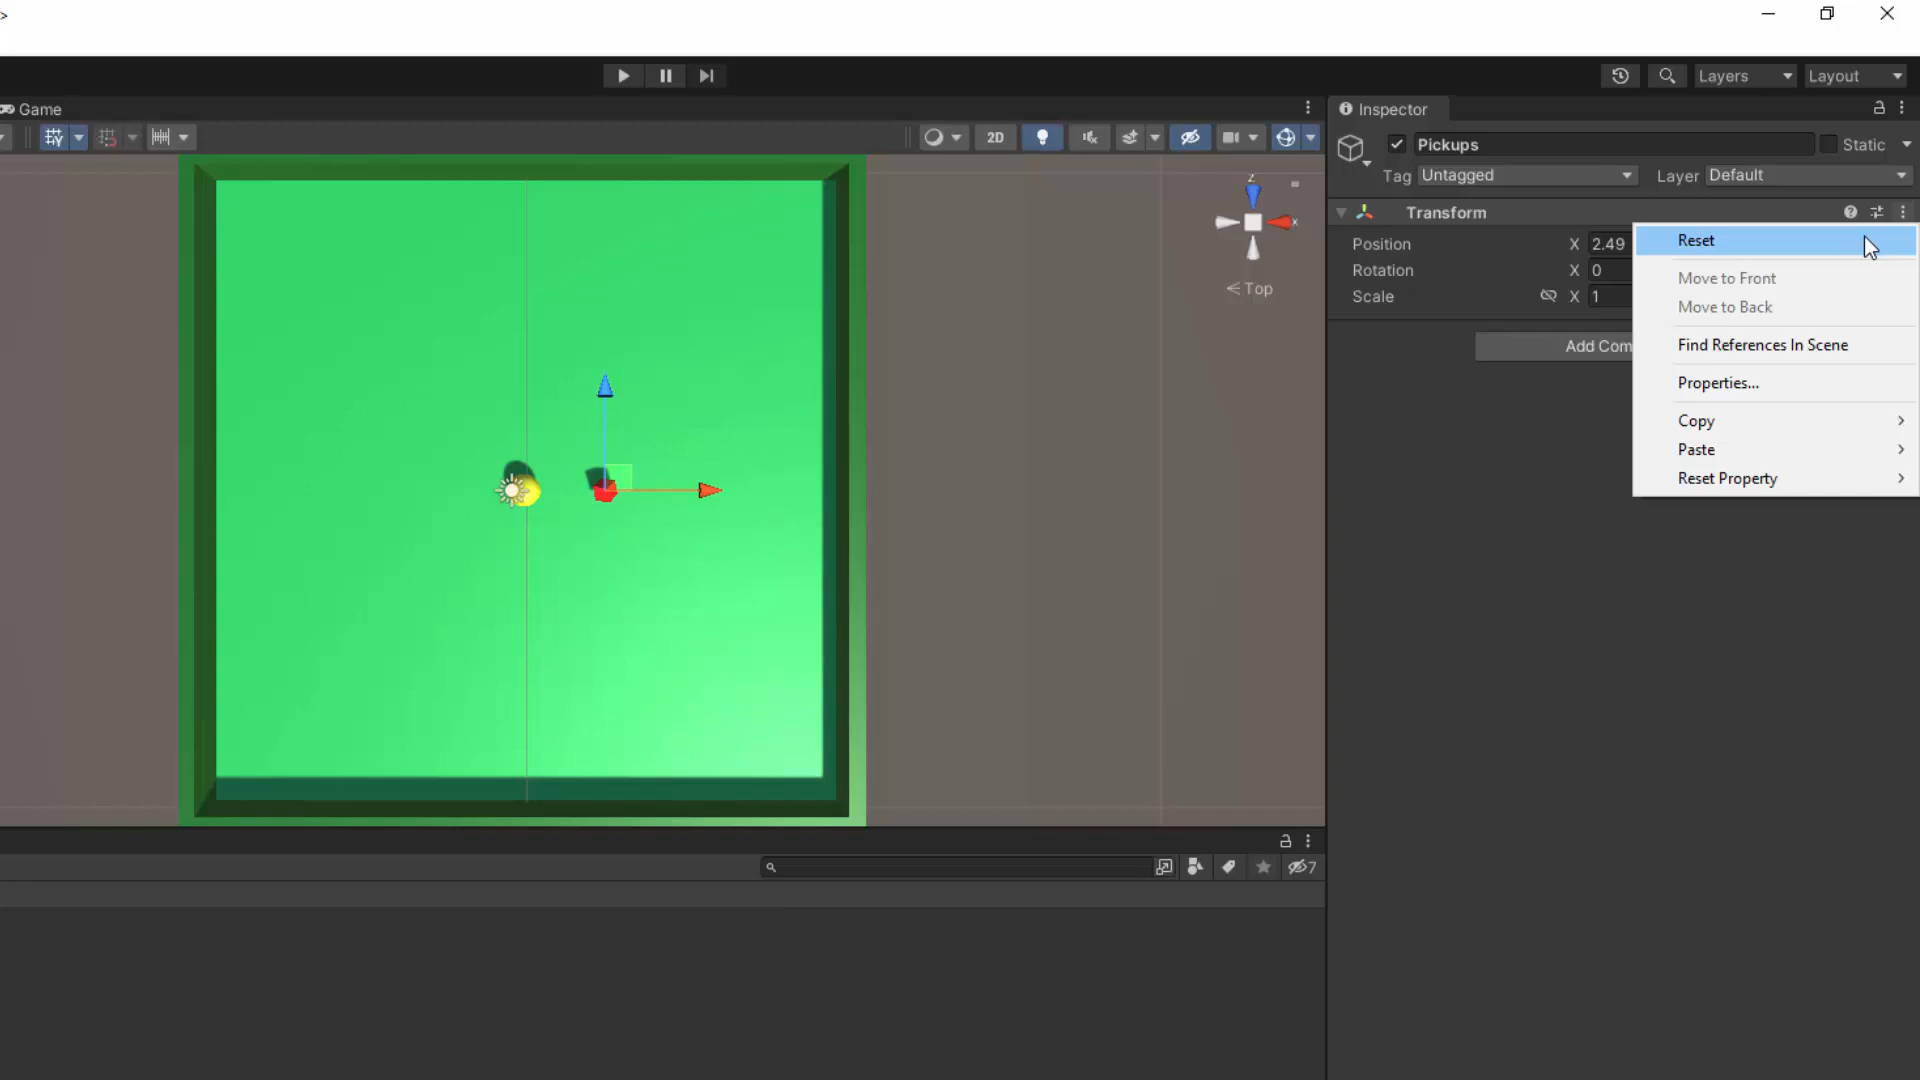 >
Layers
Layout
Game
Inspector
2D
Pickups
Static
Tag Untagged
Layer Default
Transform
Position X 2.49
Rotation X 0
Scale X 1
Add Com
Reset
Move to Front
Move to Back
Find References In Scene
Properties...
Copy
Paste
Reset Property
z
x
< Top
7